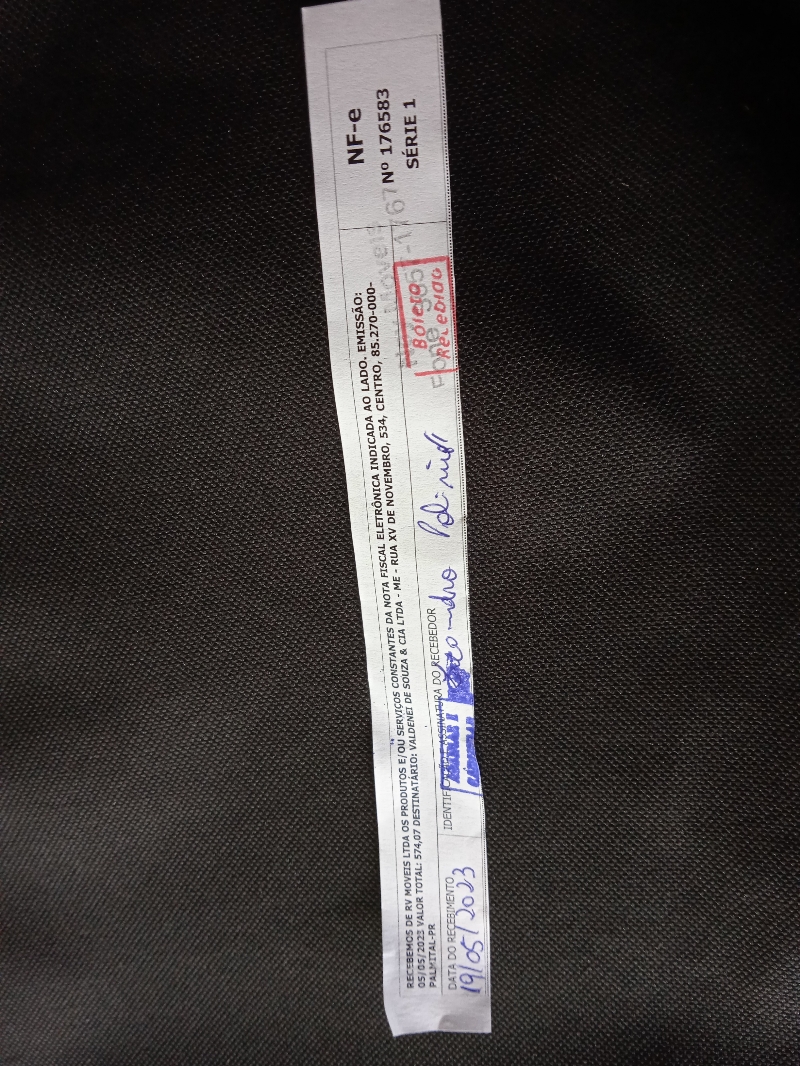 RECEBEMOS DE RV MOVEIS LTDA OS PRODUTOS E/OU SERVIÇOS CONSTANTES DA NOTA FISCAL ELETRÔNICA INDICADA AO LADO. EMISSÃO:
05/05/2023 VALOR TOTAL: 574,07 DESTINATÁRIO: VALDENEI DE SOUZA & CIA LTDA - ME - RUA XV DE NOVEMBRO, 534, CENTRO, 85.270-000-
PALMITAL-PR
NF-e
Nº 176583
SÉRIE 1
DATA DO RECEBIMENTO
19/05/2023
ASSINATURA DO RECEBEDOR
Moveis
Fone
-1767
BOLETO
RECEBIDO